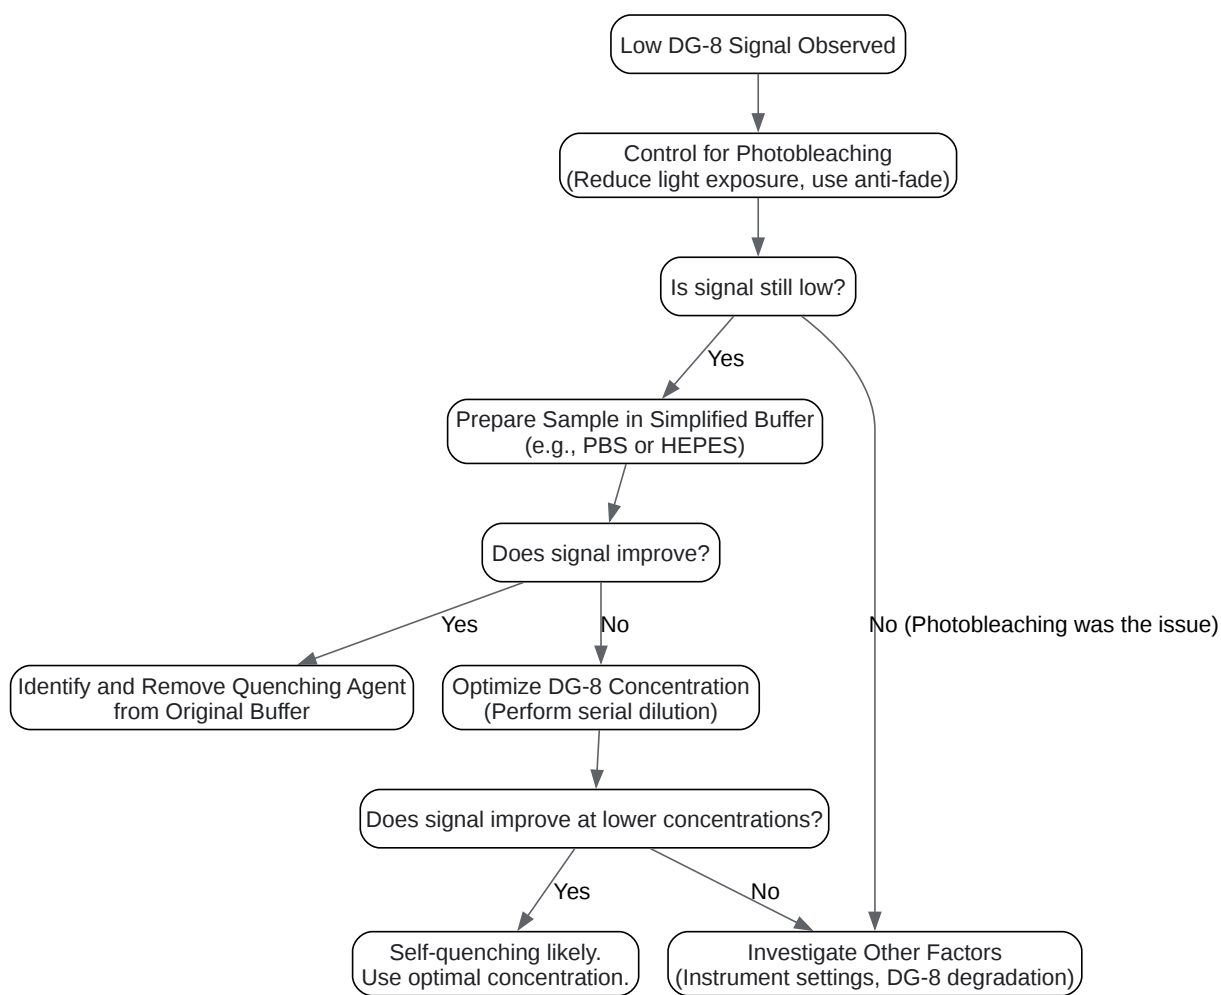 Low DG-8 Signal Observed
Control for Photobleaching
(Reduce light exposure, use anti-fade)
Is signal still low?
Yes
Prepare Sample in Simplified Buffer
(e.g., PBS or HEPES)
Does signal improve?
Yes
No
No (Photobleaching was the issue)
Identify and Remove Quenching Agent
from Original Buffer
Optimize DG-8 Concentration
(Perform serial dilution)
Does signal improve at lower concentrations?
Yes
No
Self-quenching likely.
Use optimal concentration.
Investigate Other Factors
(Instrument settings, DG-8 degradation)